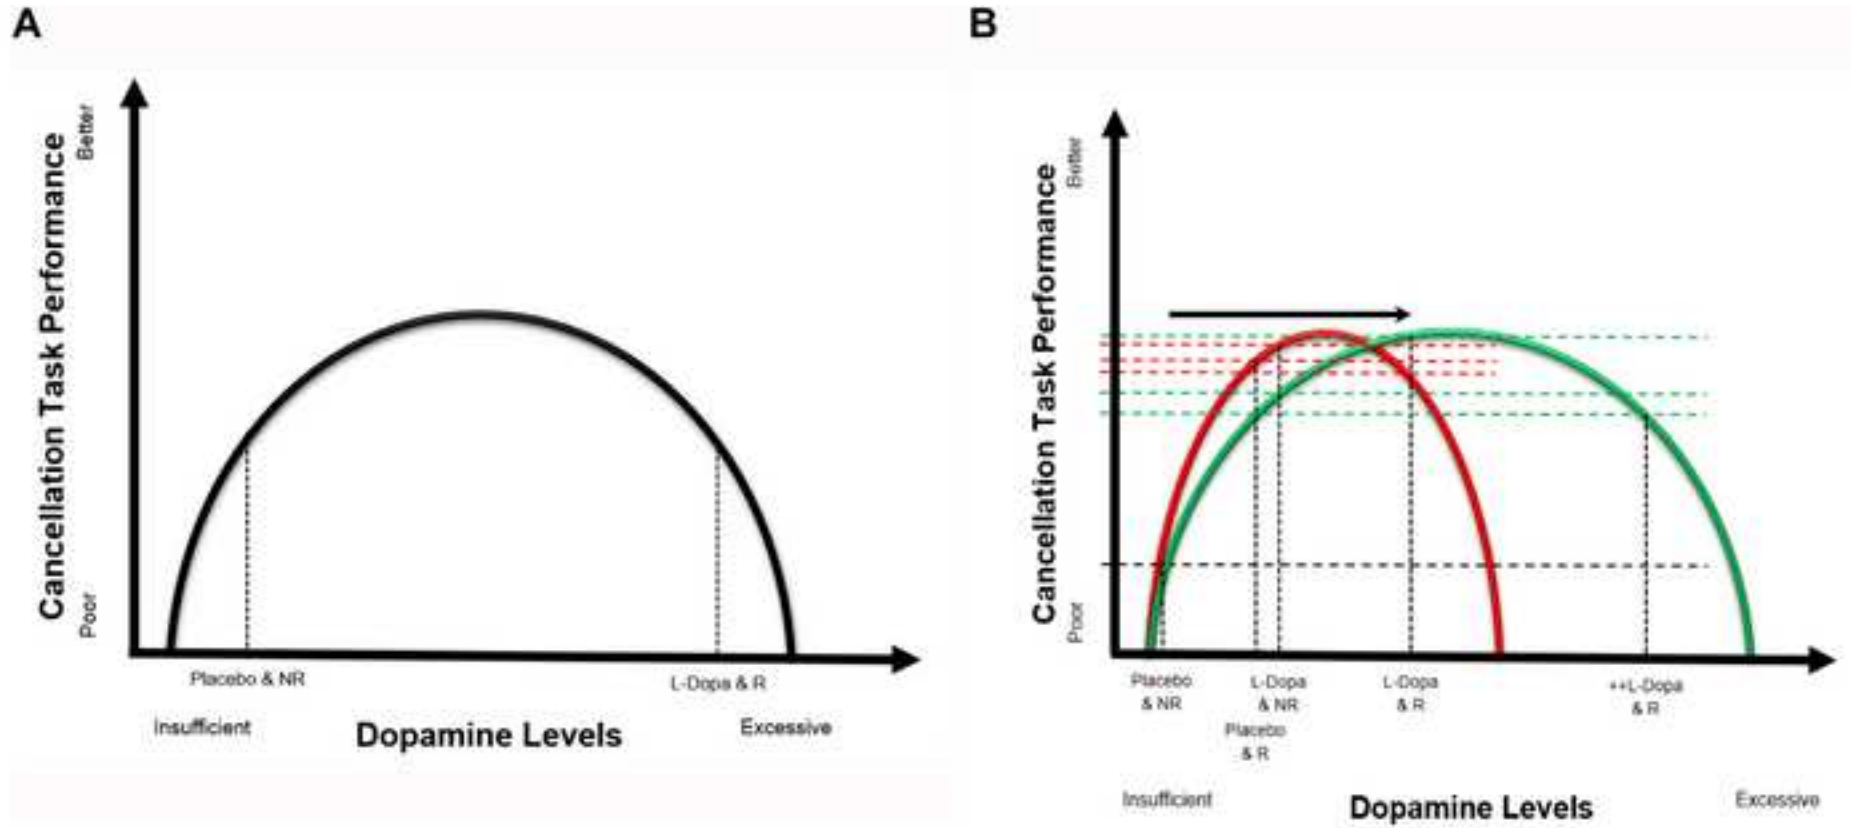 A
Better
Cancellation Task Performance
Poor
Placebo & NR
L-Dopa & R
Insufficient
Dopamine Levels
Excessive
B
Better
Cancellation Task Performance
Poor
Placebo
& NR
L-Dopa
& NR
L-Dopa
& R
++L-Dopa
& R
Placebo
& R
Insufficient
Dopamine Levels
Excessive